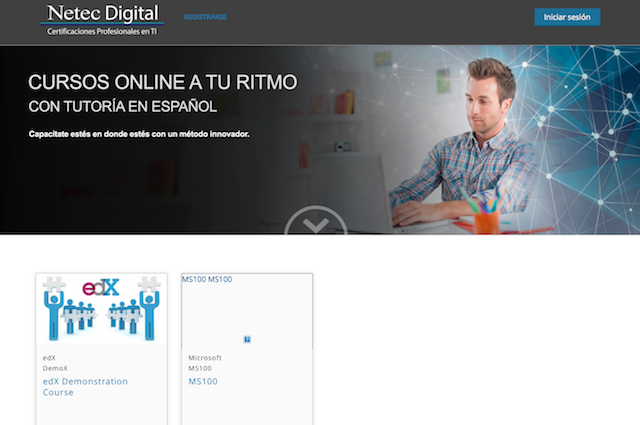 Netec Digital
Certificaciones Profesionales en TI
REGISTRARSE
Iniciar sesión
CURSOS ONLINE A TU RITMO
CON TUTORÍA EN ESPAÑOL
Capacítate estés en donde estés con un método innovador.
edX
edX
DemoX
edX Demonstration
Course
MS100 MS100
Microsoft
MS100
MS100